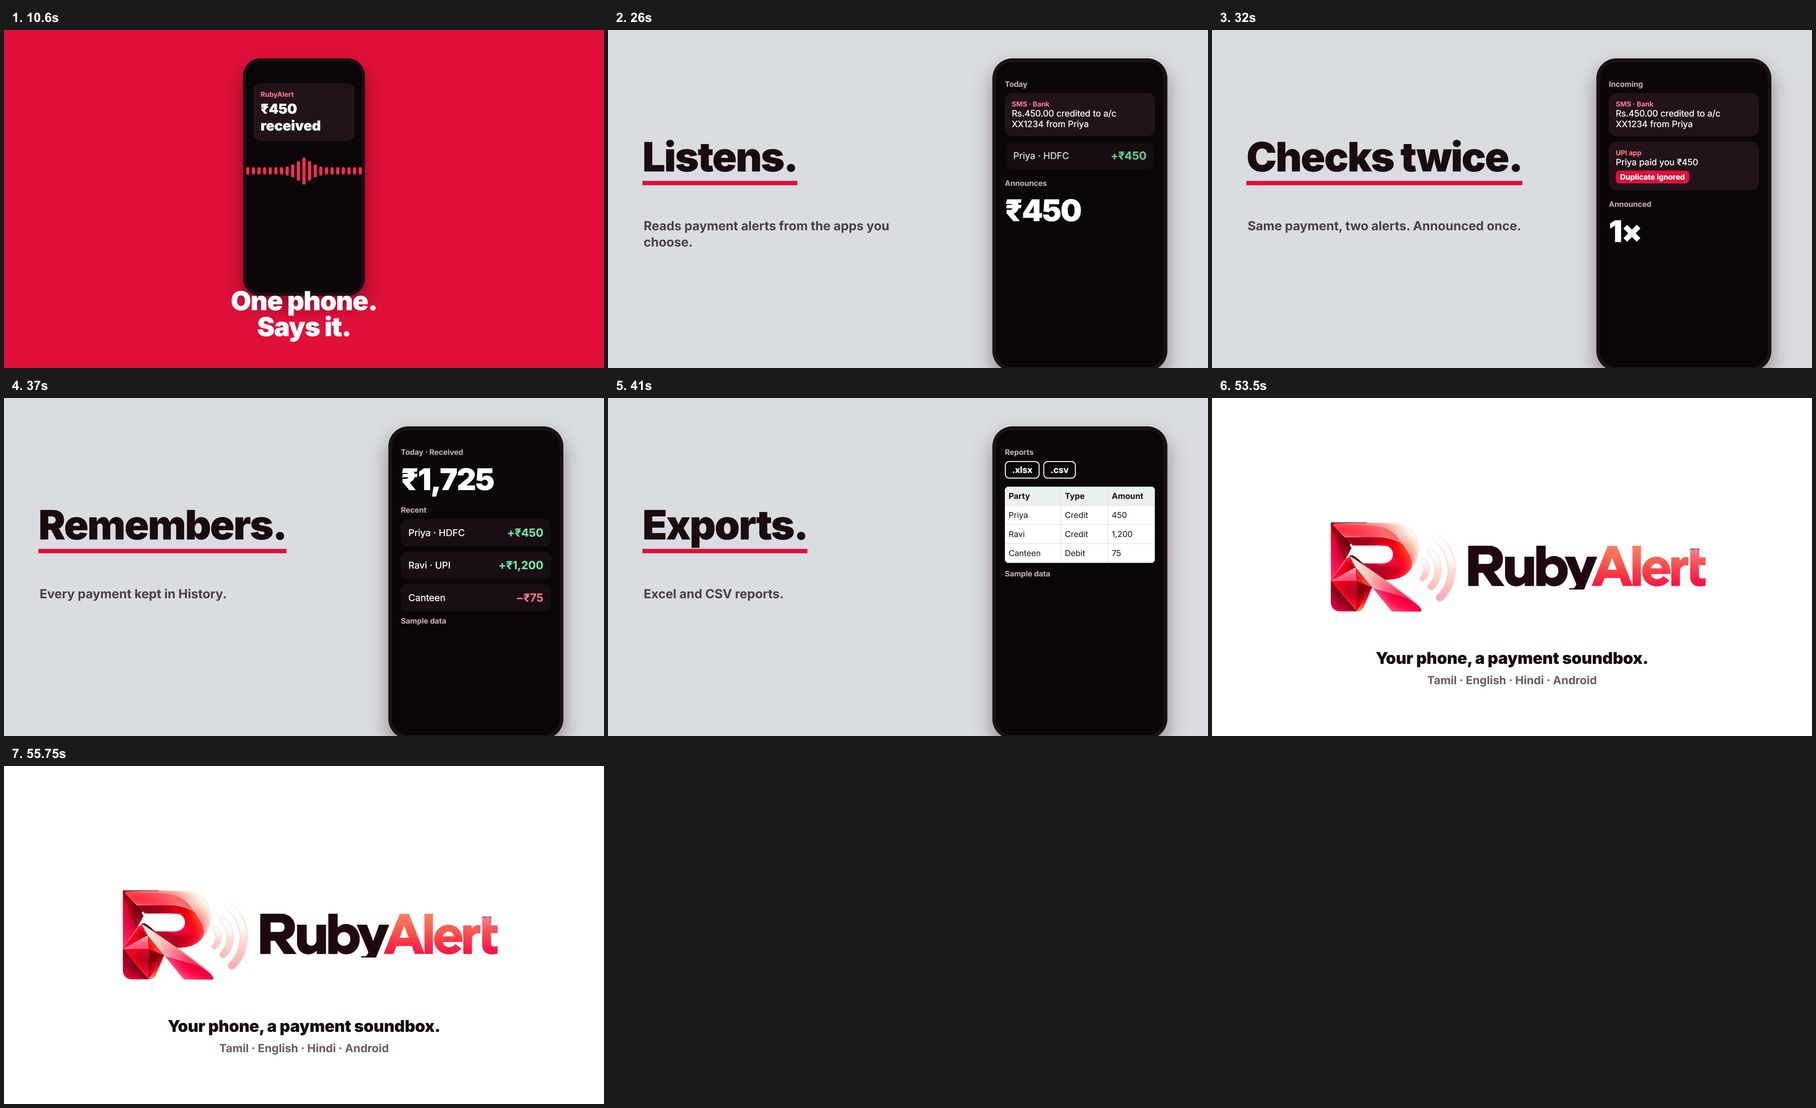 1. 10.6s
RubyAlert
₹450
received
One phone.
Says it.
2. 26s
Listens.
Reads payment alerts from the apps you
choose.
Today
SMS · Bank
Rs.450.00 credited to a/c
XX1234 from Priya
Priya · HDFC +₹450
Announces
₹450
3. 32s
Checks twice.
Same payment, two alerts. Announced once.
Incoming
SMS · Bank
Rs.450.00 credited to a/c
XX1234 from Priya
UPI app
Priya paid you ₹450
Duplicate ignored
Announced
1×
4. 37s
Remembers.
Every payment kept in History.
Today · Received
₹1,725
Recent
Priya · HDFC +₹450
Ravi · UPI +₹1,200
Canteen −₹75
Sample data
5. 41s
Exports.
Excel and CSV reports.
Reports
.xlsx .csv
Party Type Amount
Priya Credit 450
Ravi Credit 1,200
Canteen Debit 75
Sample data
6. 53.5s
RubyAlert
Your phone, a payment soundbox.
Tamil · English · Hindi · Android
7. 55.75s
RubyAlert
Your phone, a payment soundbox.
Tamil · English · Hindi · Android